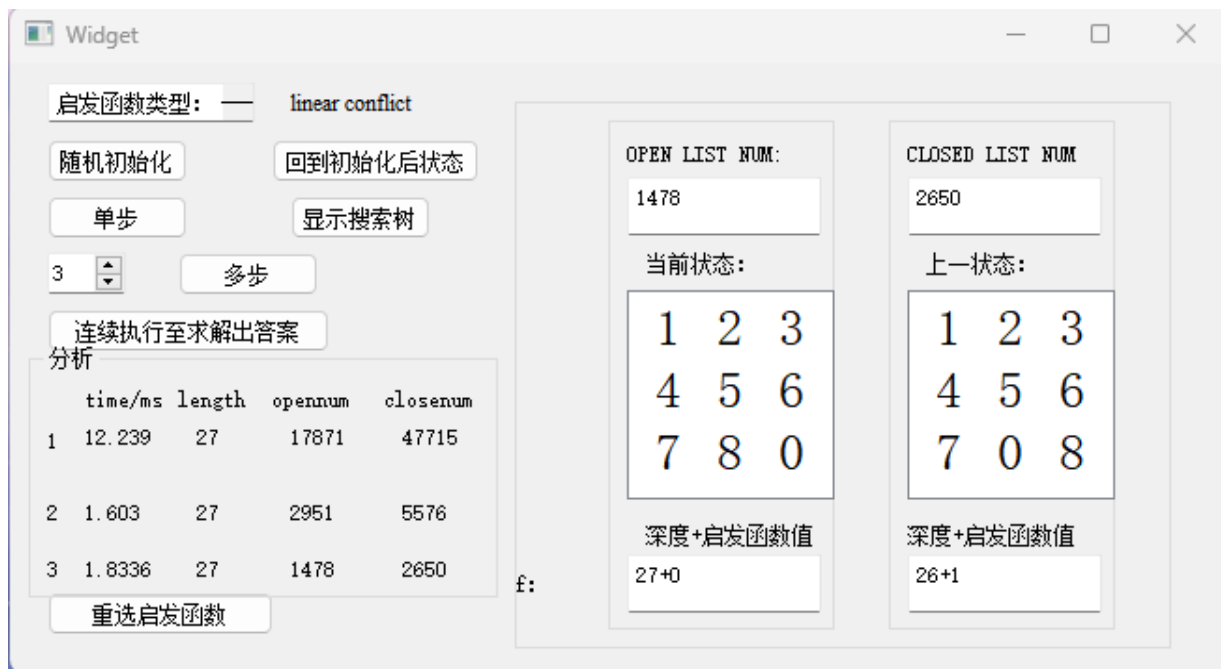 Widget
启发函数类型： 一 linear conflict
随机初始化 回到初始化后状态
单步 显示搜索树
3 多步
连续执行至求解出答案
分析
time/ms length opennum closenum
1 12.239 27 17871 47715
2 1.603 27 2951 5576
3 1.8336 27 1478 2650
重选启发函数
OPEN LIST NUM:
1478
当前状态：
1 2 3
4 5 6
7 8 0
深度+启发函数值
f: 27+0
CLOSED LIST NUM
2650
上一状态：
1 2 3
4 5 6
7 0 8
深度+启发函数值
26+1